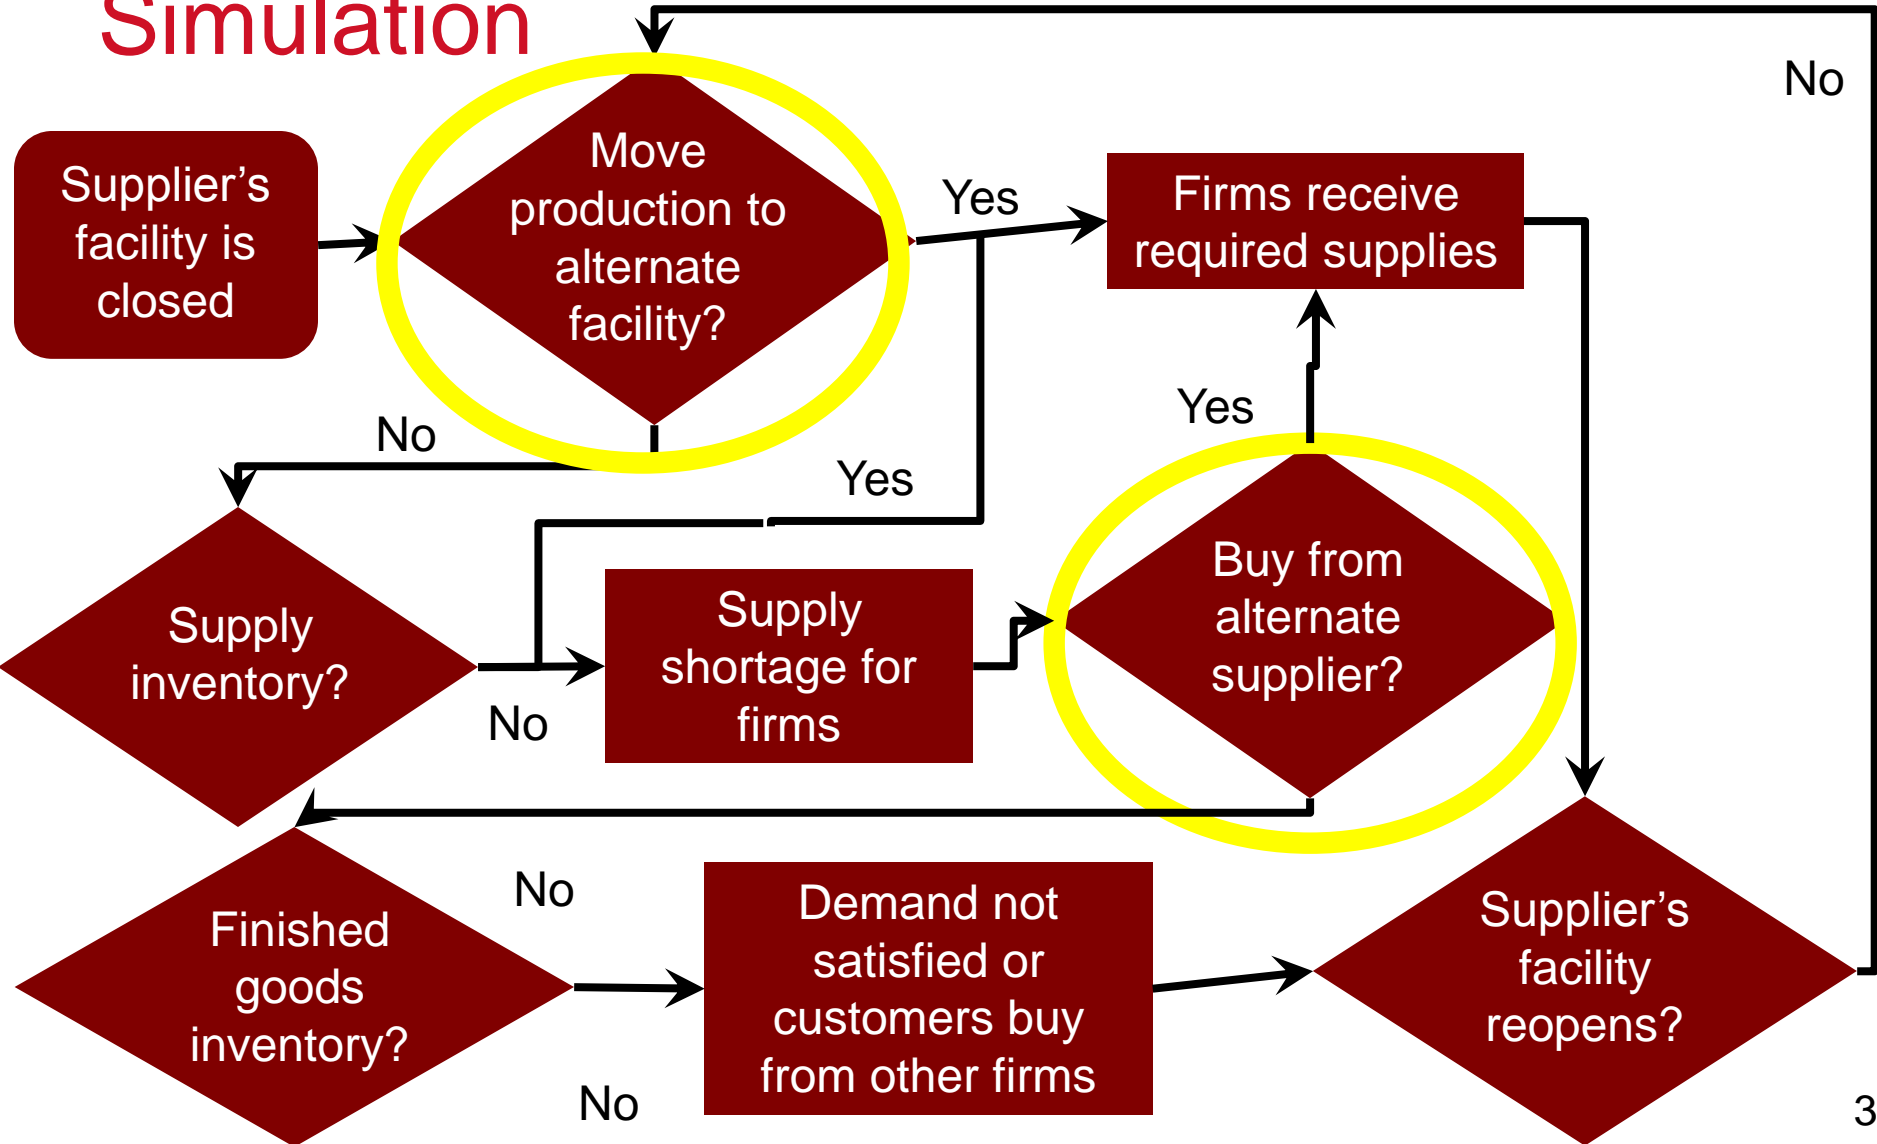 Simulation
No
Supplier’s
facility is
closed
Move
production to
alternate
facility?
Yes
Firms receive
required supplies
No
Yes
Yes
Supply
inventory?
No
Supply
shortage for
firms
Buy from
alternate
supplier?
No
Finished
goods
inventory?
Demand not
satisfied or
customers buy
from other firms
Supplier’s
facility
reopens?
No
3